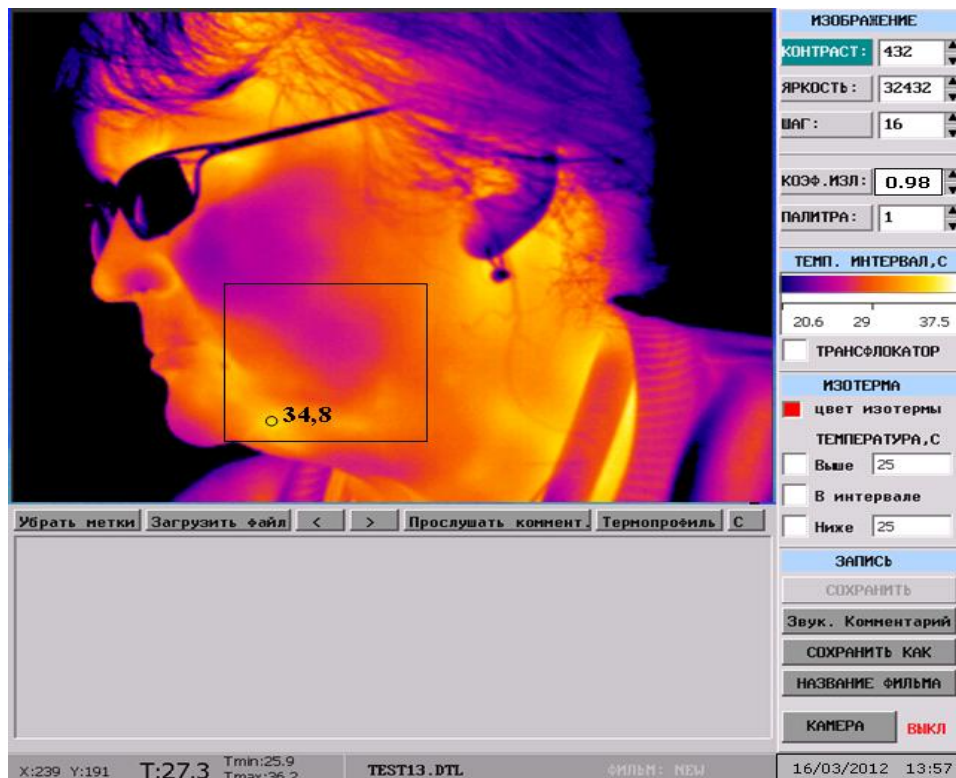 34,8
Убрать метки Загрузить файл < > Прослушать коммент. Термопрофиль С
X:239 Y:191 T:27.3 Tmin:25.9
Tmax:36.2
TEST13.DTL ФИЛЬМ: NEW
ИЗОБРАЖЕНИЕ
КОНТРАСТ: 432
ЯРКОСТЬ: 32432
ШАГ: 16
КОЭФ.ИЗЛ: 0.98
ПАЛИТРА: 1
ТЕМП. ИНТЕРВАЛ,С
20.6 29 37.5
ТРАНСФЛОКАТОР
ИЗОТЕРМА
цвет изотермы
ТЕМПЕРАТУРА,С
Выше 25
В интервале
Ниже 25
ЗАПИСЬ
СОХРАНИТЬ
Звук. Комментарий
СОХРАНИТЬ КАК
НАЗВАНИЕ ФИЛЬМА
КАМЕРА ВЫКЛ
16/03/2012 13:57